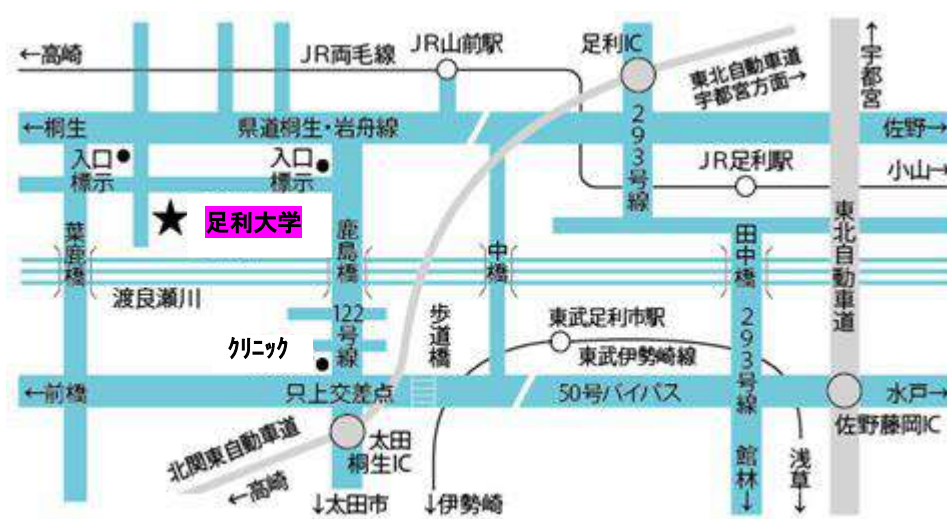 ←高崎
JR両毛線
JR山前駅
足利IC
東北自動車道
宇都宮方面→
←宇都宮
←桐生
県道桐生・岩舟線
293号線
佐野→
入口
標示
入口
標示
JR足利駅
小山→
★
足利大学
葉鹿橋
鹿島橋
中橋
田中橋
東北自動車道
渡良瀬川
122号線
歩道橋
東武足利市駅
東武伊勢崎線
293号線
クリニック
←前橋
只上交差点
50号バイパス
水戸→
佐野藤岡IC
北関東自動車道
←高崎
太田
桐生IC
館林→
浅草→
↓太田市
↓伊勢崎